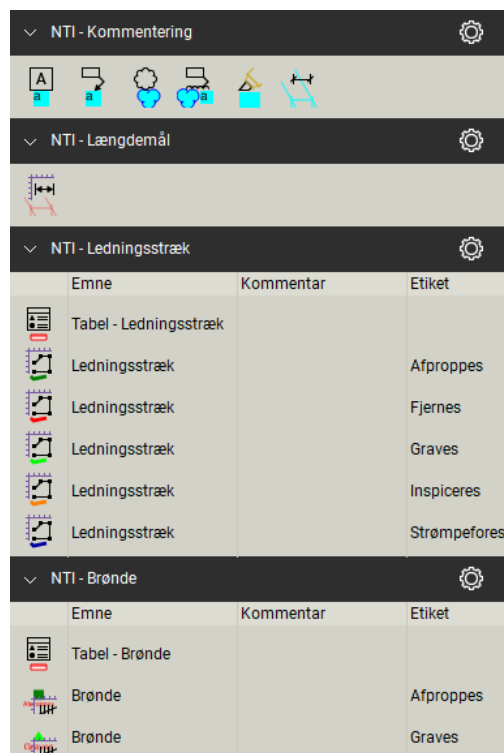 NTI - Kommentering
A
a
a
a
NTI - Længdemål
NTI - Ledningsstræk
Emne Kommentar Etiket
Tabel - Ledningsstræk
Ledningsstræk Afproppes
Ledningsstræk Fjernes
Ledningsstræk Graves
Ledningsstræk Inspiceres
Ledningsstræk Strømpefores
NTI - Brønde
Emne Kommentar Etiket
Tabel - Brønde
Brønde Afproppes
Brønde Graves